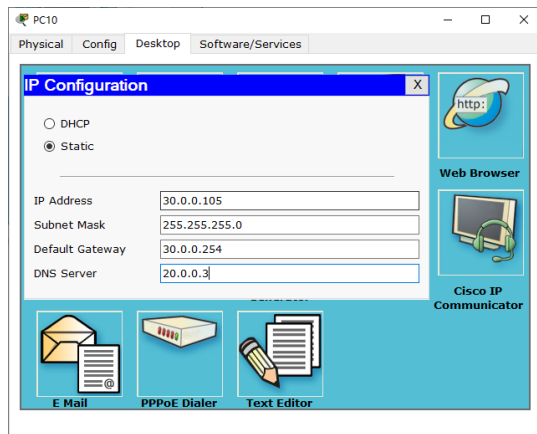 PC10
Physical Config Desktop Software/Services
IP Configuration X
DHCP
Static
IP Address 30.0.0.105
Subnet Mask 255.255.255.0
Default Gateway 30.0.0.254
DNS Server 20.0.0.3
http:
Web Browser
Cisco IP
Communicator
@
E Mail PPPoE Dialer Text Editor